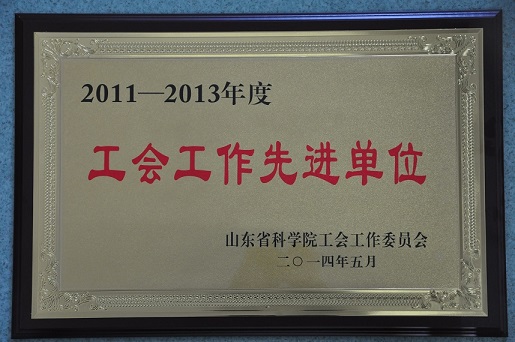 2011—2013年度
工会工作先进单位
山东省科学院工会工作委员会
二〇一四年五月